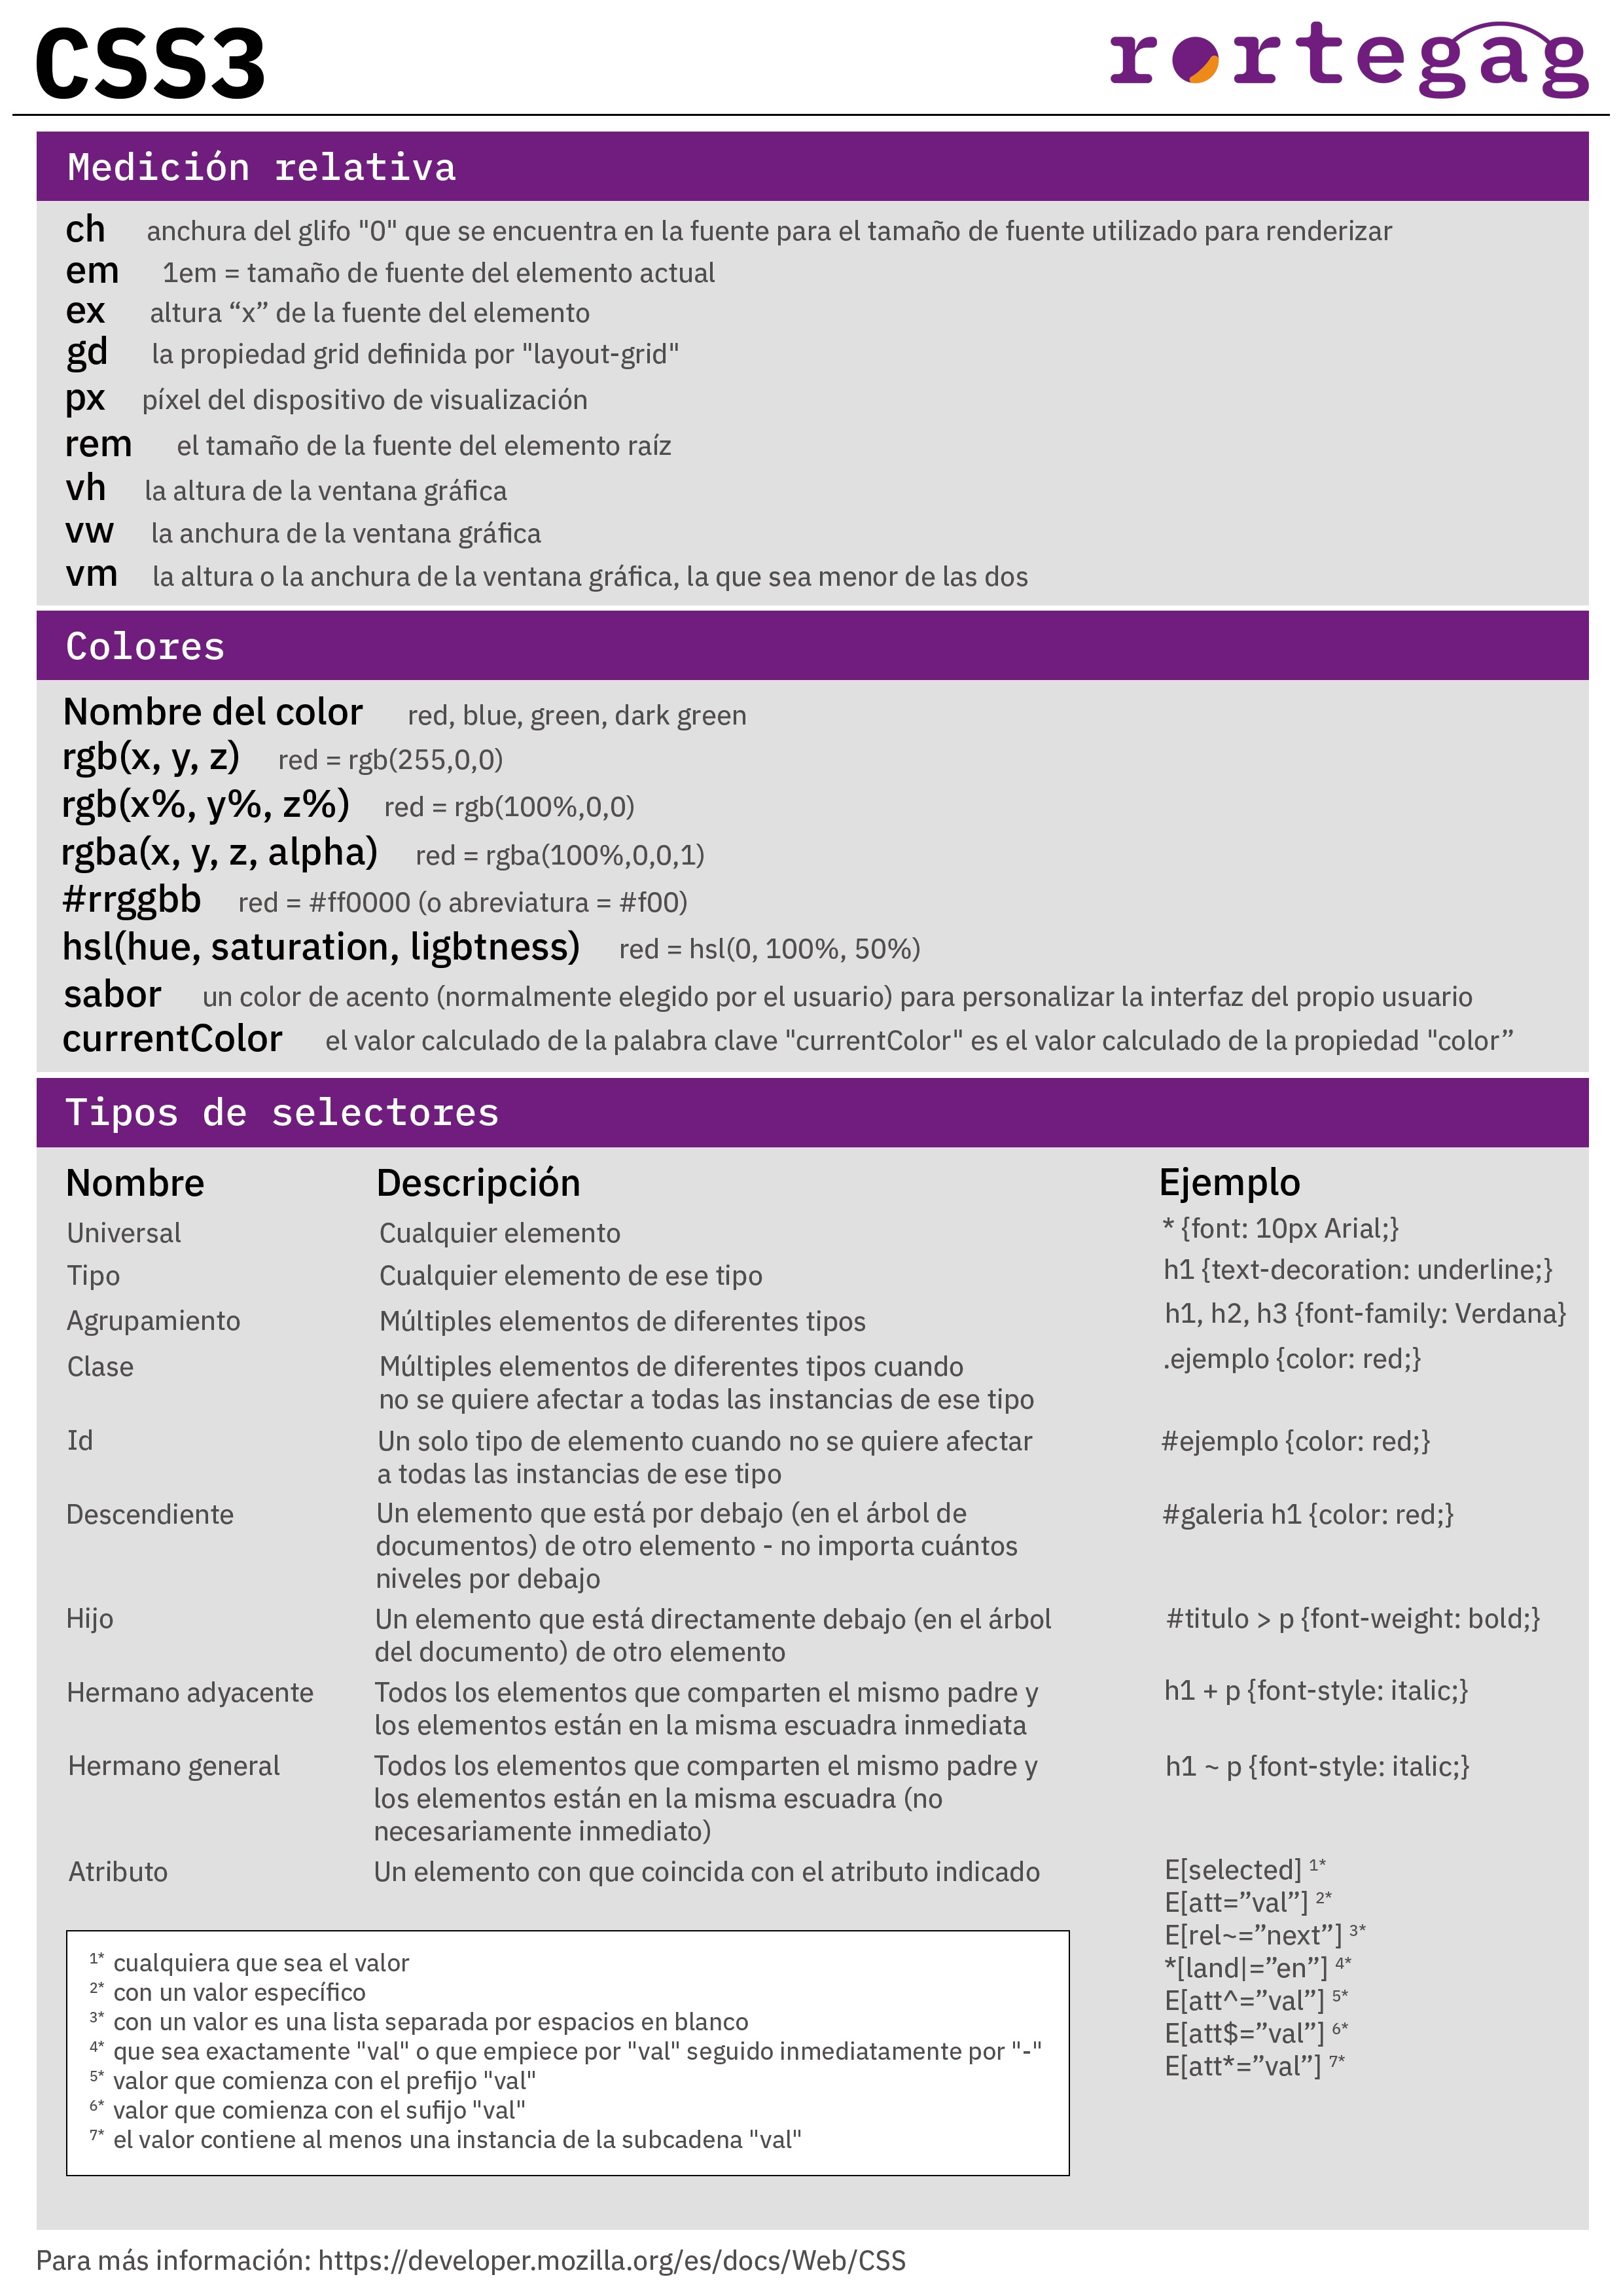 CSS3
rortegag
Medición relativa
ch anchura del glifo "0" que se encuentra en la fuente para el tamaño de fuente utilizado para renderizar
em 1em = tamaño de fuente del elemento actual
ex altura “x” de la fuente del elemento
gd la propiedad grid definida por "layout-grid"
px píxel del dispositivo de visualización
rem el tamaño de la fuente del elemento raíz
vh la altura de la ventana gráfica
vw la anchura de la ventana gráfica
vm la altura o la anchura de la ventana gráfica, la que sea menor de las dos
Colores
Nombre del color red, blue, green, dark green
rgb(x, y, z) red = rgb(255,0,0)
rgb(x%, y%, z%) red = rgb(100%,0,0)
rgba(x, y, z, alpha) red = rgba(100%,0,0,1)
#rrggbb red = #ff0000 (o abreviatura = #f00)
hsl(hue, saturation, ligbtness) red = hsl(0, 100%, 50%)
sabor un color de acento (normalmente elegido por el usuario) para personalizar la interfaz del propio usuario
currentColor el valor calculado de la palabra clave "currentColor" es el valor calculado de la propiedad "color”
Tipos de selectores
Nombre Descripción Ejemplo
Universal Cualquier elemento * {font: 10px Arial;}
Tipo Cualquier elemento de ese tipo h1 {text-decoration: underline;}
Agrupamiento Múltiples elementos de diferentes tipos h1, h2, h3 {font-family: Verdana}
Clase Múltiples elementos de diferentes tipos cuando .ejemplo {color: red;}
no se quiere afectar a todas las instancias de ese tipo
Id Un solo tipo de elemento cuando no se quiere afectar #ejemplo {color: red;}
a todas las instancias de ese tipo
Descendiente Un elemento que está por debajo (en el árbol de #galeria h1 {color: red;}
documentos) de otro elemento - no importa cuántos
niveles por debajo
Hijo Un elemento que está directamente debajo (en el árbol #titulo > p {font-weight: bold;}
del documento) de otro elemento
Hermano adyacente Todos los elementos que comparten el mismo padre y h1 + p {font-style: italic;}
los elementos están en la misma escuadra inmediata
Hermano general Todos los elementos que comparten el mismo padre y h1 ~ p {font-style: italic;}
los elementos están en la misma escuadra (no
necesariamente inmediato)
Atributo Un elemento con que coincida con el atributo indicado E[selected] 1*
E[att=”val”] 2*
E[rel~=”next”] 3*
*[land|=”en”] 4*
E[att^=”val”] 5*
E[att$=”val”] 6*
E[att*=”val”] 7*
1* cualquiera que sea el valor
2* con un valor específico
3* con un valor es una lista separada por espacios en blanco
4* que sea exactamente "val" o que empiece por "val" seguido inmediatamente por "-"
5* valor que comienza con el prefijo "val"
6* valor que comienza con el sufijo "val"
7* el valor contiene al menos una instancia de la subcadena "val"
Para más información: https://developer.mozilla.org/es/docs/Web/CSS